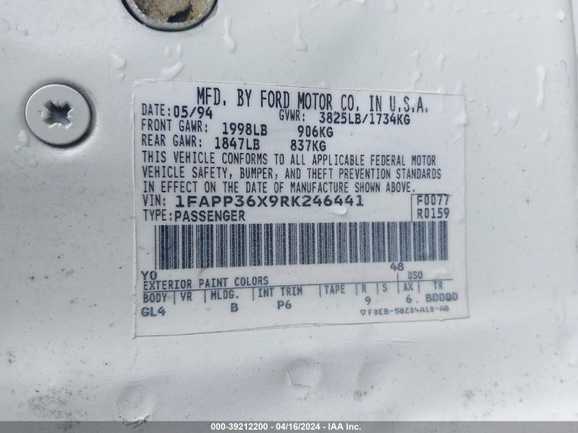 MFD. BY FORD MOTOR CO. IN U.S.A.
DATE: 05/94 GVWR: 3825LB/1734KG
FRONT GAWR: 1998LB 906KG
REAR GAWR: 1847LB 837KG
THIS VEHICLE CONFORMS TO ALL APPLICABLE FEDERAL MOTOR
VEHICLE SAFETY, BUMPER, AND THEFT PREVENTION STANDARDS
IN EFFECT ON THE DATE OF MANUFACTURE SHOWN ABOVE.
VIN: 1FAPP36X9RK246441 F0077
TYPE: PASSENGER R0159
YO 48
EXTERIOR PAINT COLORS DSO
BODY VR MLDG. INT TRIM TAPE R S AX TR
GL4 B P6 9 6
000-39212200 - 04/16/2024 - IAA Inc.